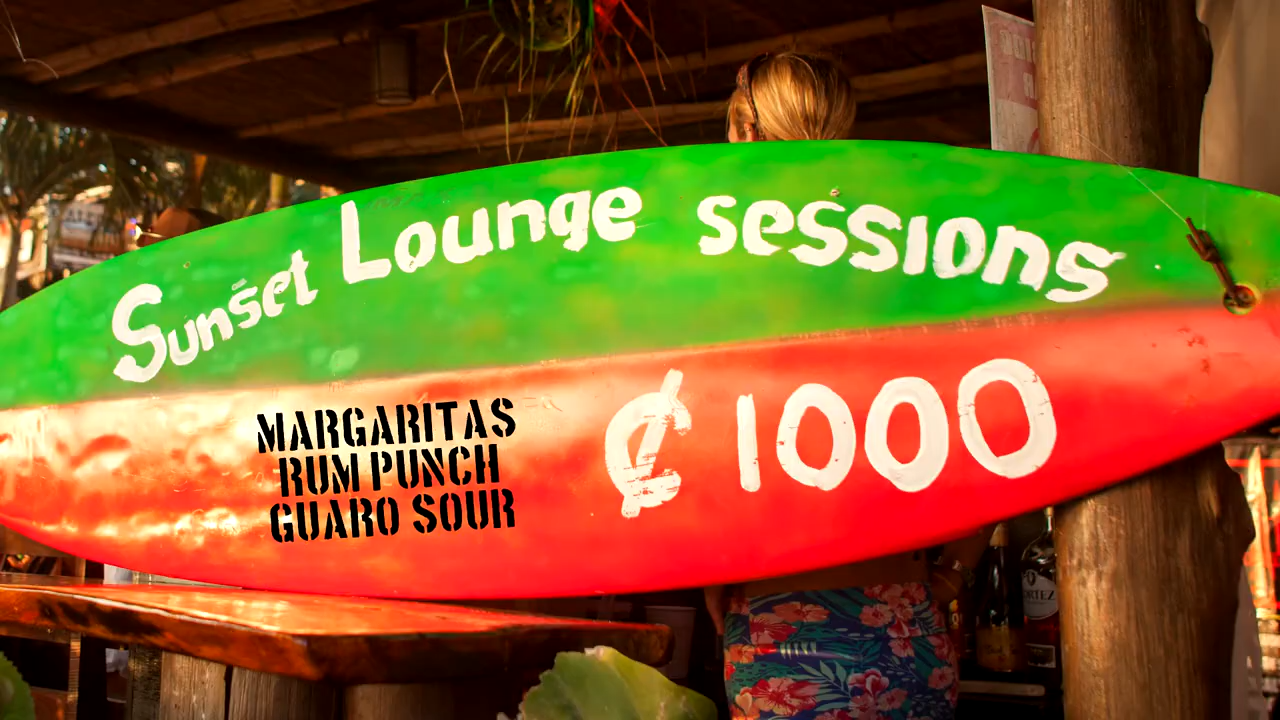 Sunset Lounge sessions
MARGARITAS
RUM PUNCH
GUARO SOUR
₡ 1000